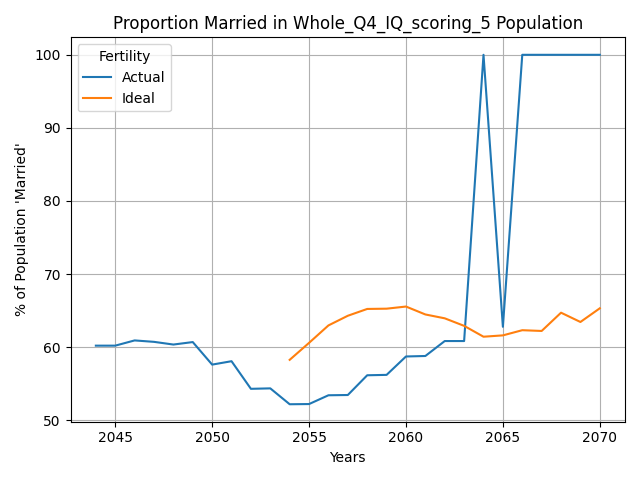 Proportion Married in Whole_Q4_IQ_scoring_5 Population
Fertility
Actual
Ideal
100
90
80
70
60
50
% of Population 'Married'
2045 2050 2055 2060 2065 2070
Years